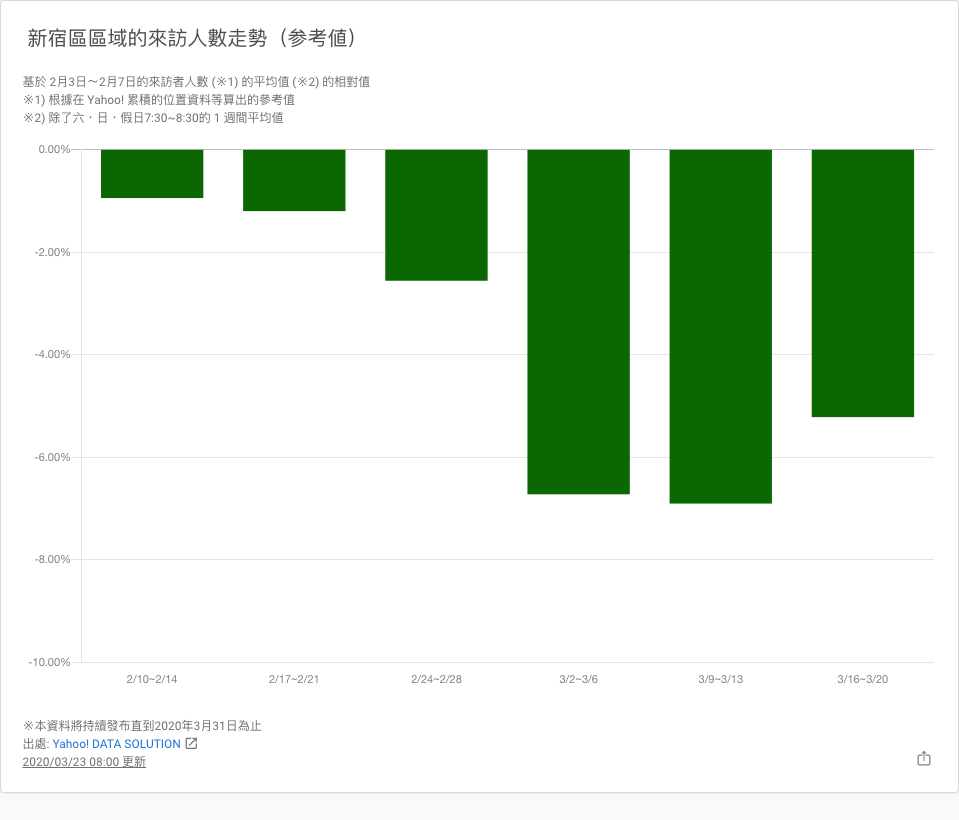 新宿區區域的來訪人數走勢（參考値）
基於 2月3日～2月7日的來訪者人數 (※1) 的平均值 (※2) 的相對值
※1) 根據在 Yahoo! 累積的位置資料等算出的參考值
※2) 除了六・日・假日7:30~8:30的 1 週間平均値
0.00%
-2.00%
-4.00%
-6.00%
-8.00%
-10.00%
2/10~2/14 2/17~2/21 2/24~2/28 3/2~3/6 3/9~3/13 3/16~3/20
※本資料將持續發布直到2020年3月31日為止
出處: Yahoo! DATA SOLUTION
2020/03/23 08:00 更新